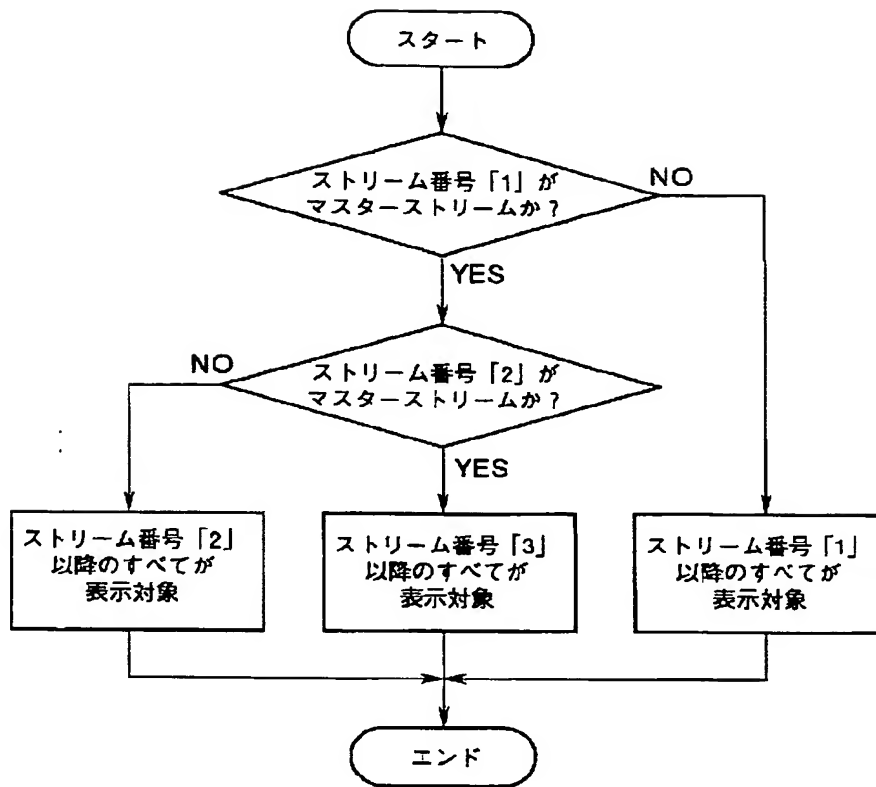 スタート
ストリーム番号「1」が
マスターストリームか?
NO
YES
ストリーム番号「2」が
マスターストリームか?
NO
YES
ストリーム番号「2」
以降のすべてが
表示対象
ストリーム番号「3」
以降のすべてが
表示対象
ストリーム番号「1」
以降のすべてが
表示対象
エンド